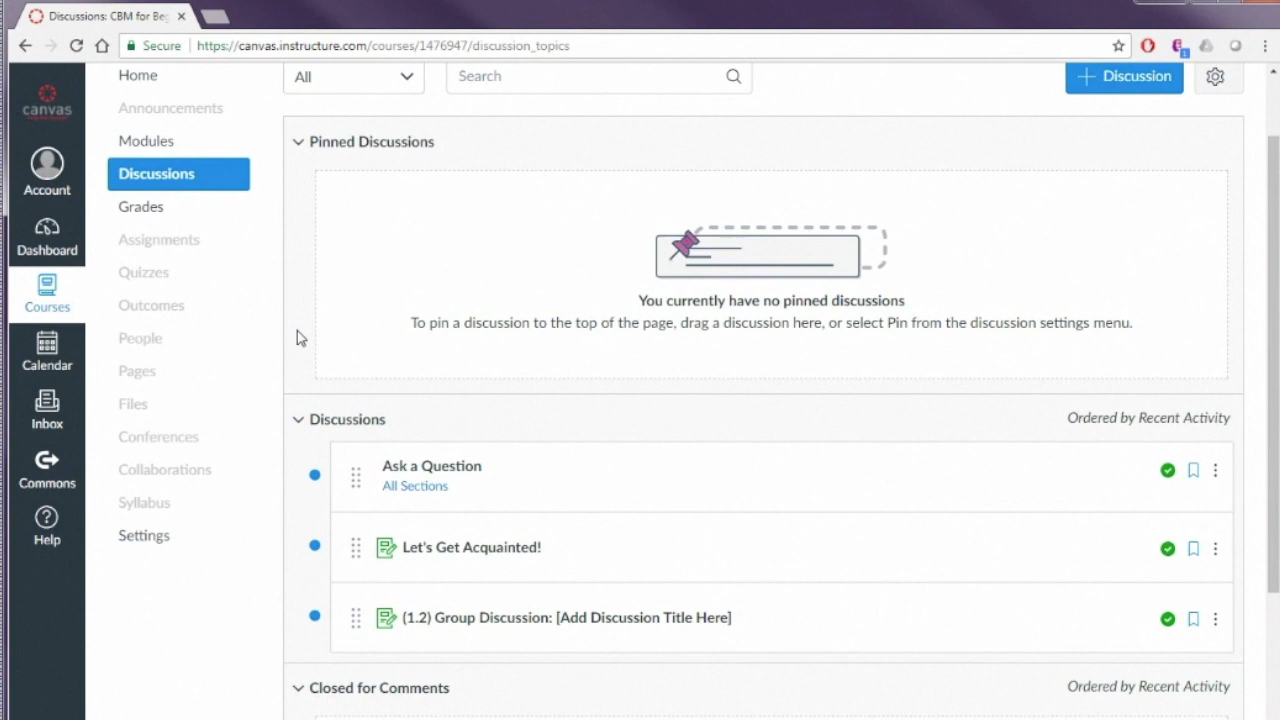 Discussions: CBM for Beg
Secure
https://canvas.instructure.com/courses/1476947/discussion_topics
canvas
Account
Dashboard
Courses
Calendar
Inbox
Commons
Help
Home
Announcements
Modules
Discussions
Grades
Assignments
Quizzes
Outcomes
People
Pages
Files
Conferences
Collaborations
Syllabus
Settings
All
Search
Discussion
Pinned Discussions
You currently have no pinned discussions
To pin a discussion to the top of the page, drag a discussion here, or select Pin from the discussion settings menu.
Discussions
Ordered by Recent Activity
Ask a Question
All Sections
Let's Get Acquainted!
(1.2) Group Discussion: [Add Discussion Title Here]
Closed for Comments
Ordered by Recent Activity